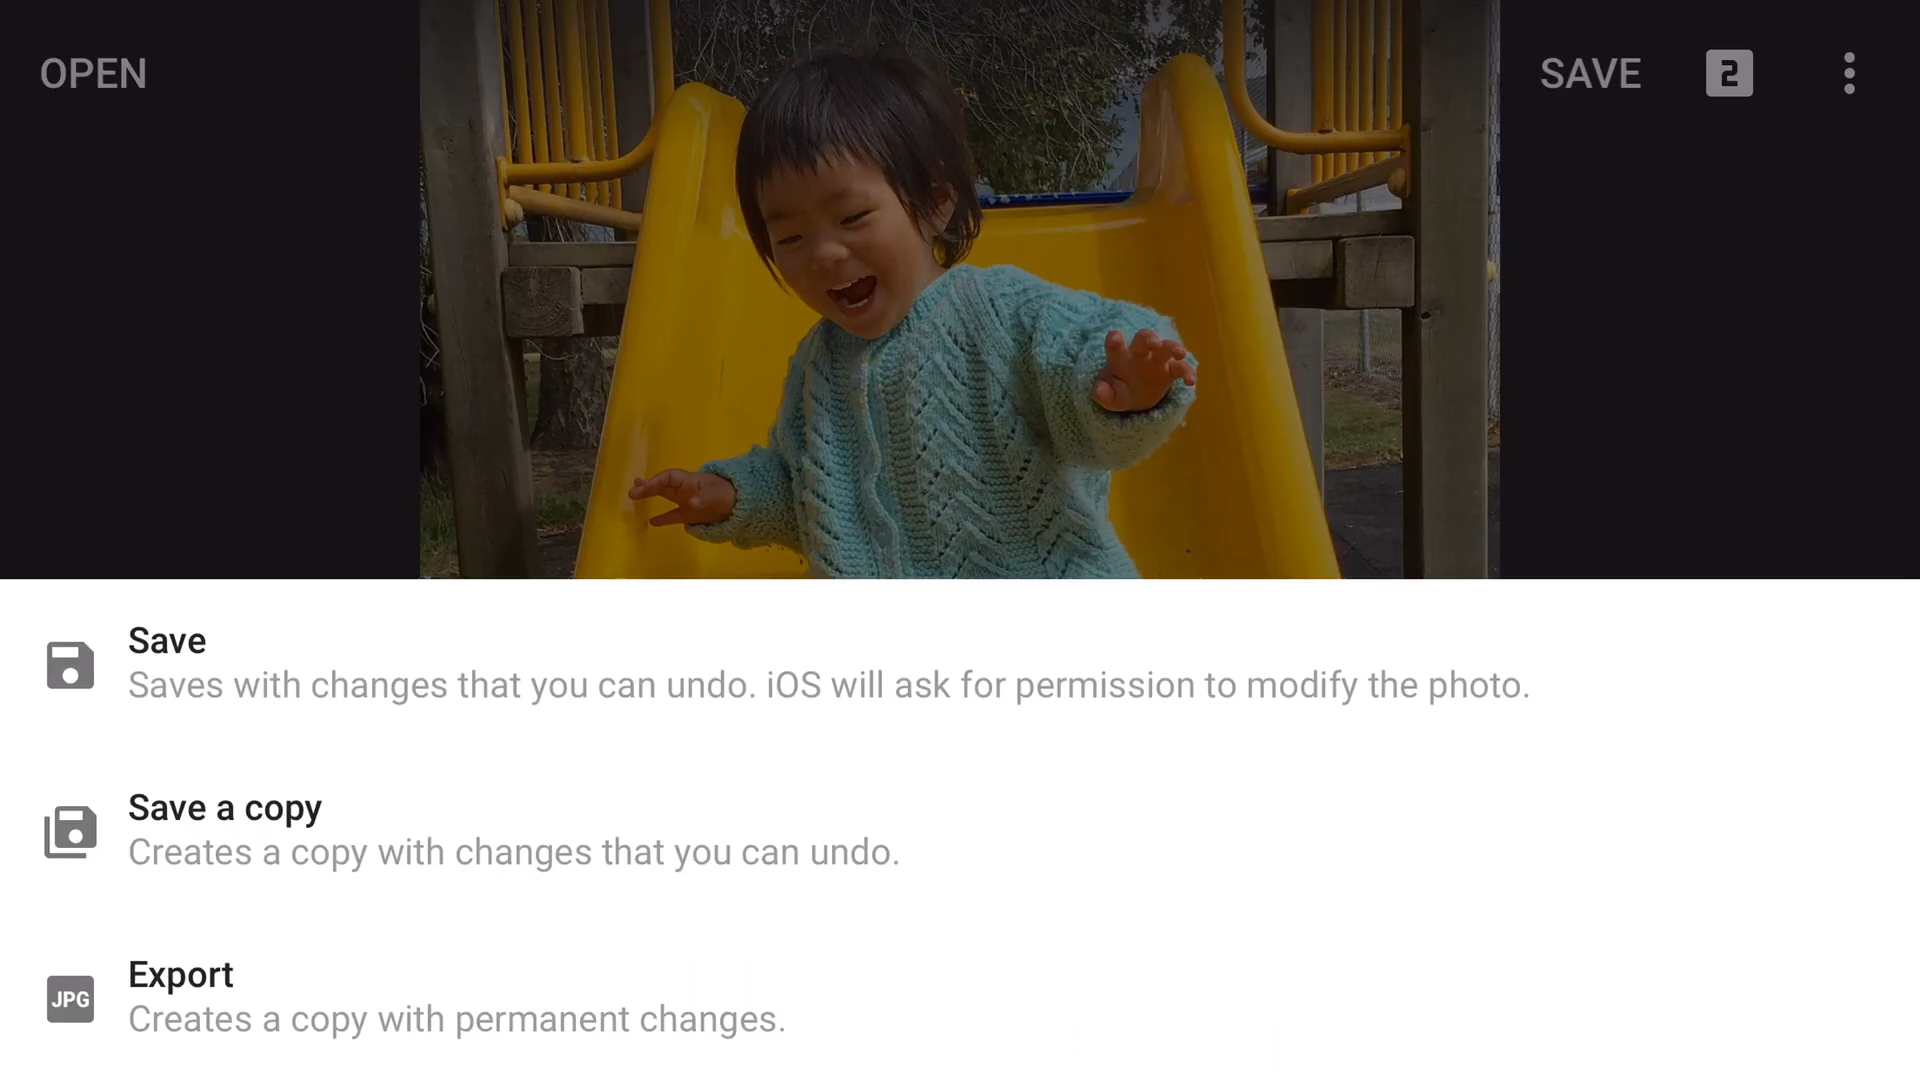 OPEN
SAVE
2
Save
Saves with changes that you can undo. iOS will ask for permission to modify the photo.
Save a copy
Creates a copy with changes that you can undo.
JPG
Export
Creates a copy with permanent changes.